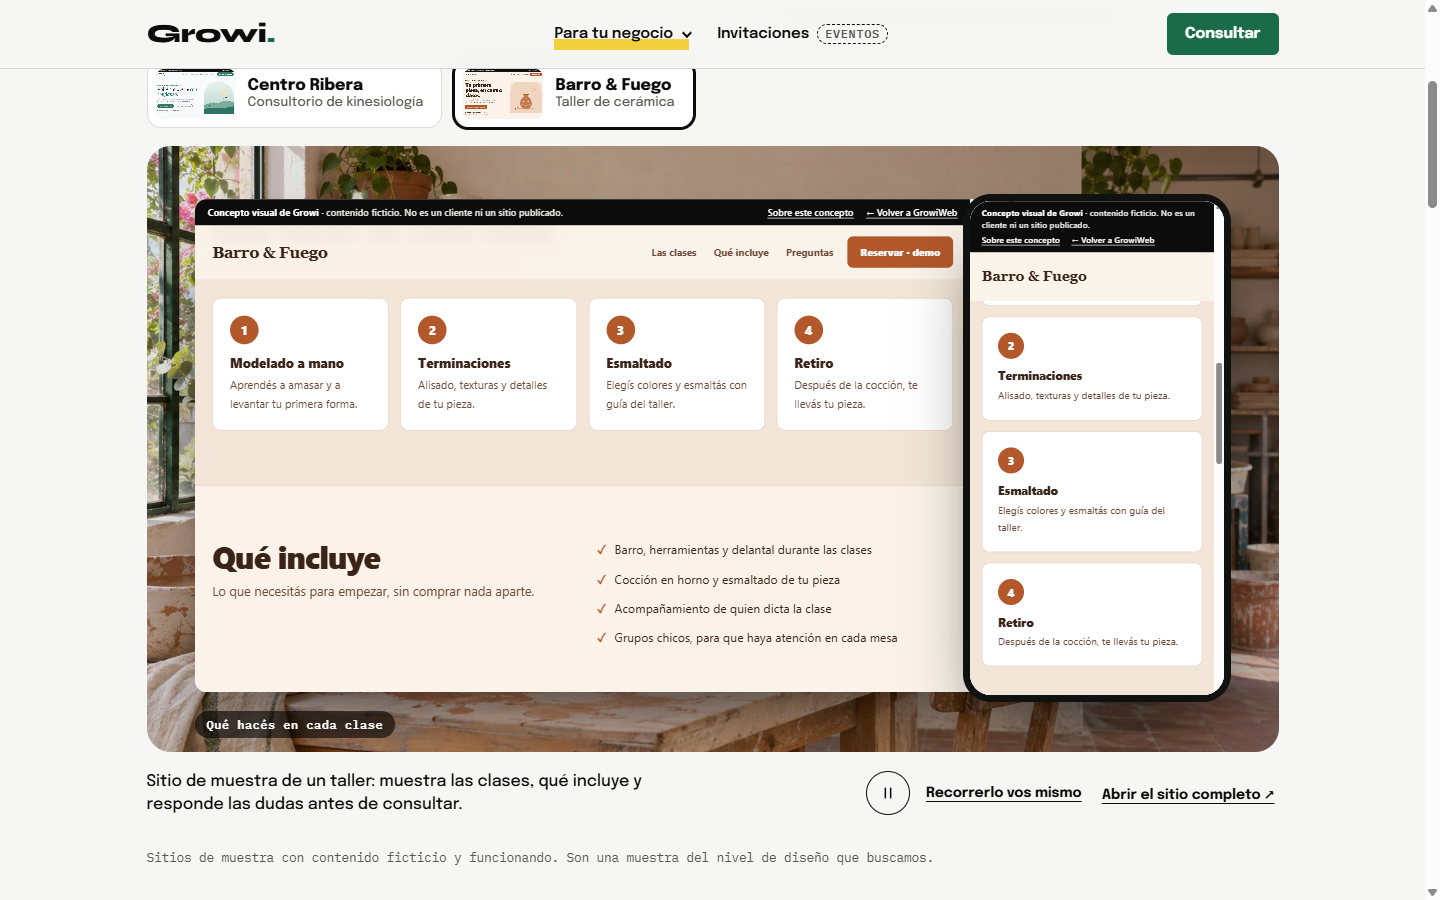 Growi.
Para tu negocio
Invitaciones
EVENTOS
Consultar
Centro Ribera
Consultorio de kinesiología
Barro & Fuego
Taller de cerámica
Concepto visual de Growi - contenido ficticio. No es un cliente ni un sitio publicado.
Sobre este concepto
← Volver a GrowiWeb
Barro & Fuego
Las clases
Qué incluye
Preguntas
Reservar - demo
1
Modelado a mano
Aprendés a amasar y a
levantar tu primera forma.
2
Terminaciones
Alisado, texturas y detalles
de tu pieza.
3
Esmaltado
Elegís colores y esmaltás con
guía del taller.
4
Retiro
Después de la cocción, te
llevás tu pieza.
Qué incluye
Lo que necesitás para empezar, sin comprar nada aparte.
✓ Barro, herramientas y delantal durante las clases
✓ Cocción en horno y esmaltado de tu pieza
✓ Acompañamiento de quien dicta la clase
✓ Grupos chicos, para que haya atención en cada mesa
Concepto visual de Growi - contenido ficticio. No es un
cliente ni un sitio publicado.
Sobre este concepto
← Volver a GrowiWeb
Barro & Fuego
2
Terminaciones
Alisado, texturas y detalles de tu pieza.
3
Esmaltado
Elegís colores y esmaltás con guía del
taller.
4
Retiro
Después de la cocción, te llevás tu pieza.
Qué hacés en cada clase
Sitio de muestra de un taller: muestra las clases, qué incluye y
responde las dudas antes de consultar.
Recorrerlo vos mismo
Abrir el sitio completo ↗
Sitios de muestra con contenido ficticio y funcionando. Son una muestra del nivel de diseño que buscamos.